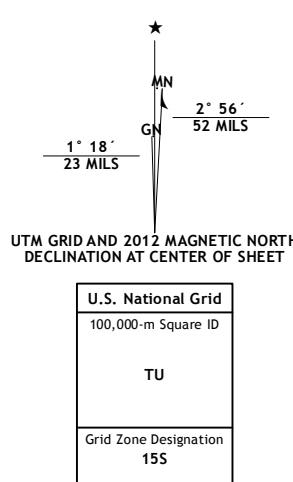 ★
MN
GN
2° 56´
52 MILS
1° 18´
23 MILS
UTM GRID AND 2012 MAGNETIC NORTH
DECLINATION AT CENTER OF SHEET
U.S. National Grid
100,000-m Square ID
TU
Grid Zone Designation
15S